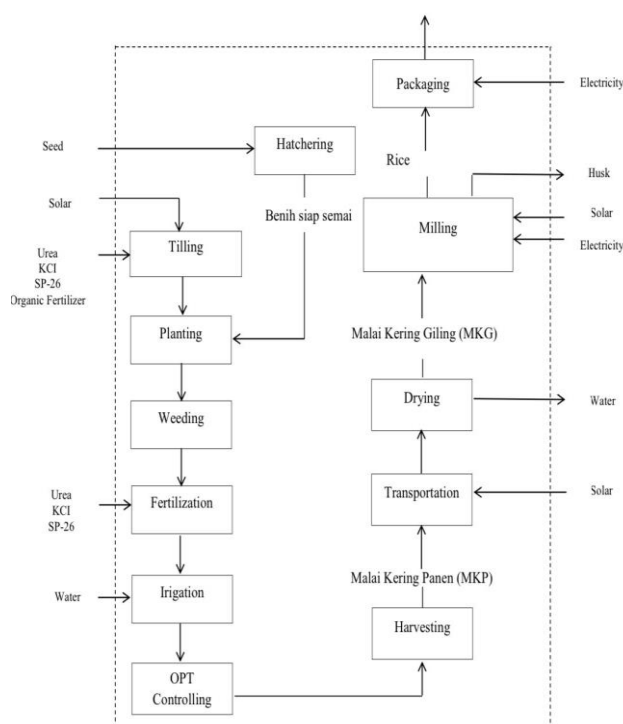 Packaging
Electricity
Seed
Hatchering
Rice
Husk
Solar
Benih siap semai
Milling
Solar
Electricity
Urea
KCI
SP-26
Organic Fertilizer
Tilling
Planting
Malai Kering Giling (MKG)
Weeding
Drying
Water
Urea
KCI
SP-26
Fertilization
Transportation
Solar
Water
Irigation
Malai Kering Panen (MKP)
Harvesting
OPT
Controlling